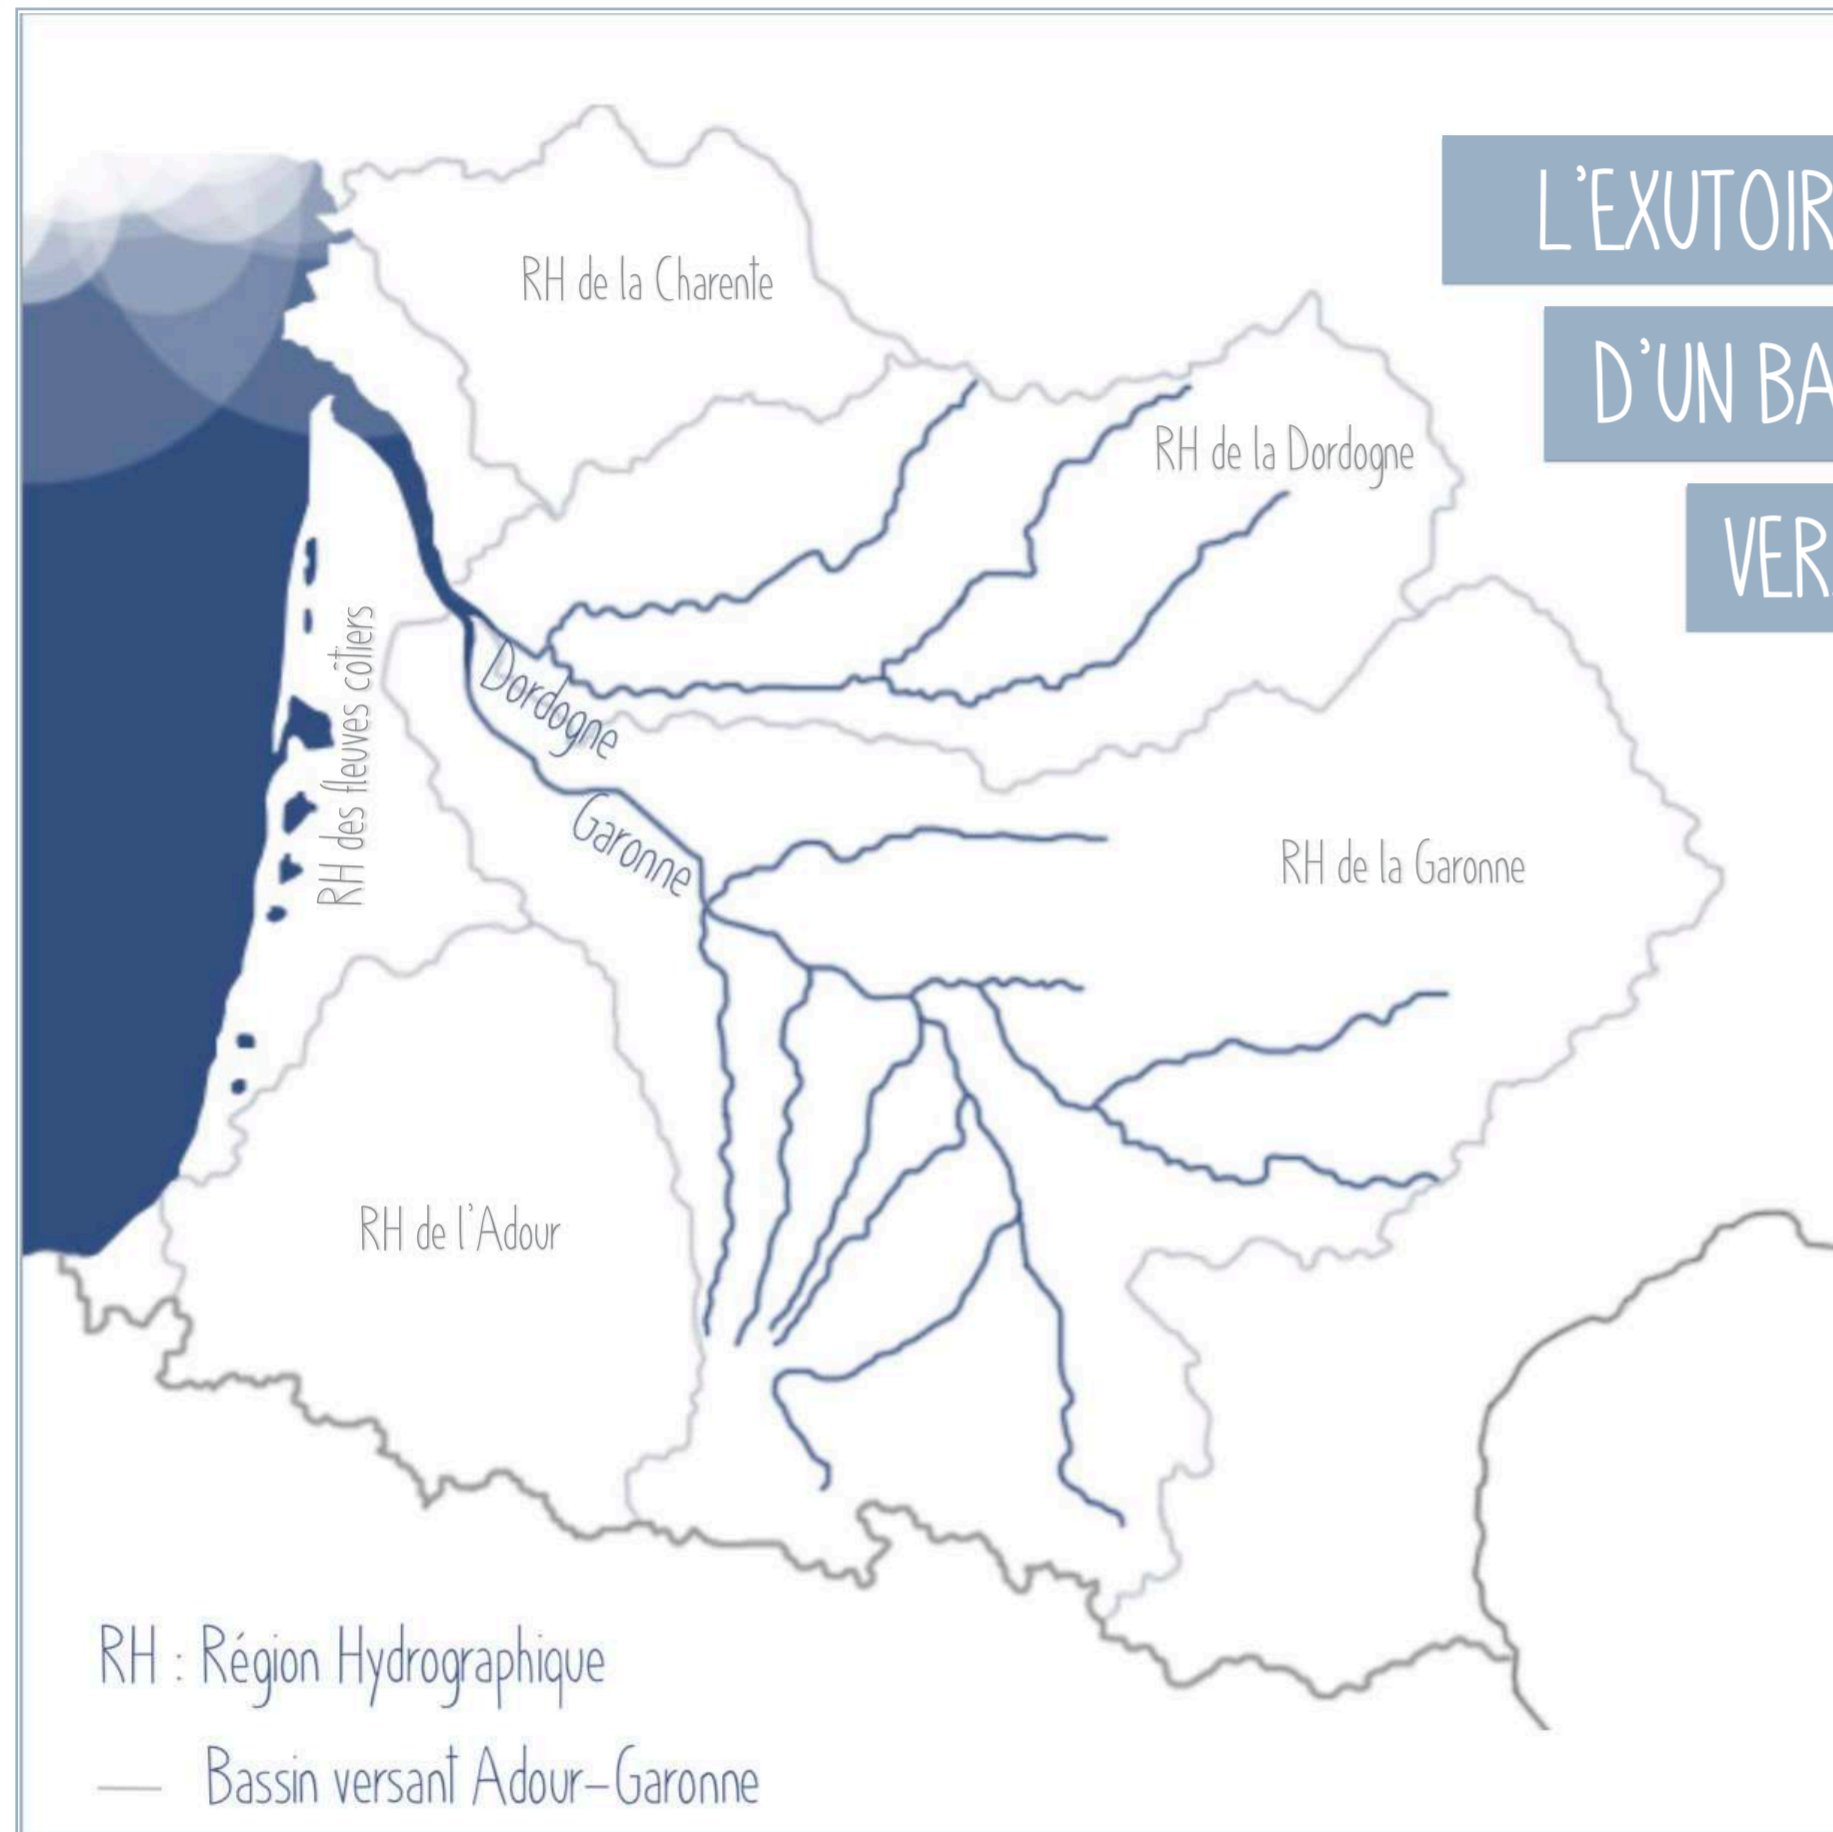 L'EXUTOIR
D'UN BA
VER
RH de la Charente
RH de la Dordogne
RH des fleuves côtiers
Dordogne
Garonne
RH de la Garonne
RH de l'Adour
RH : Région Hydrographique
Bassin versant Adour-Garonne